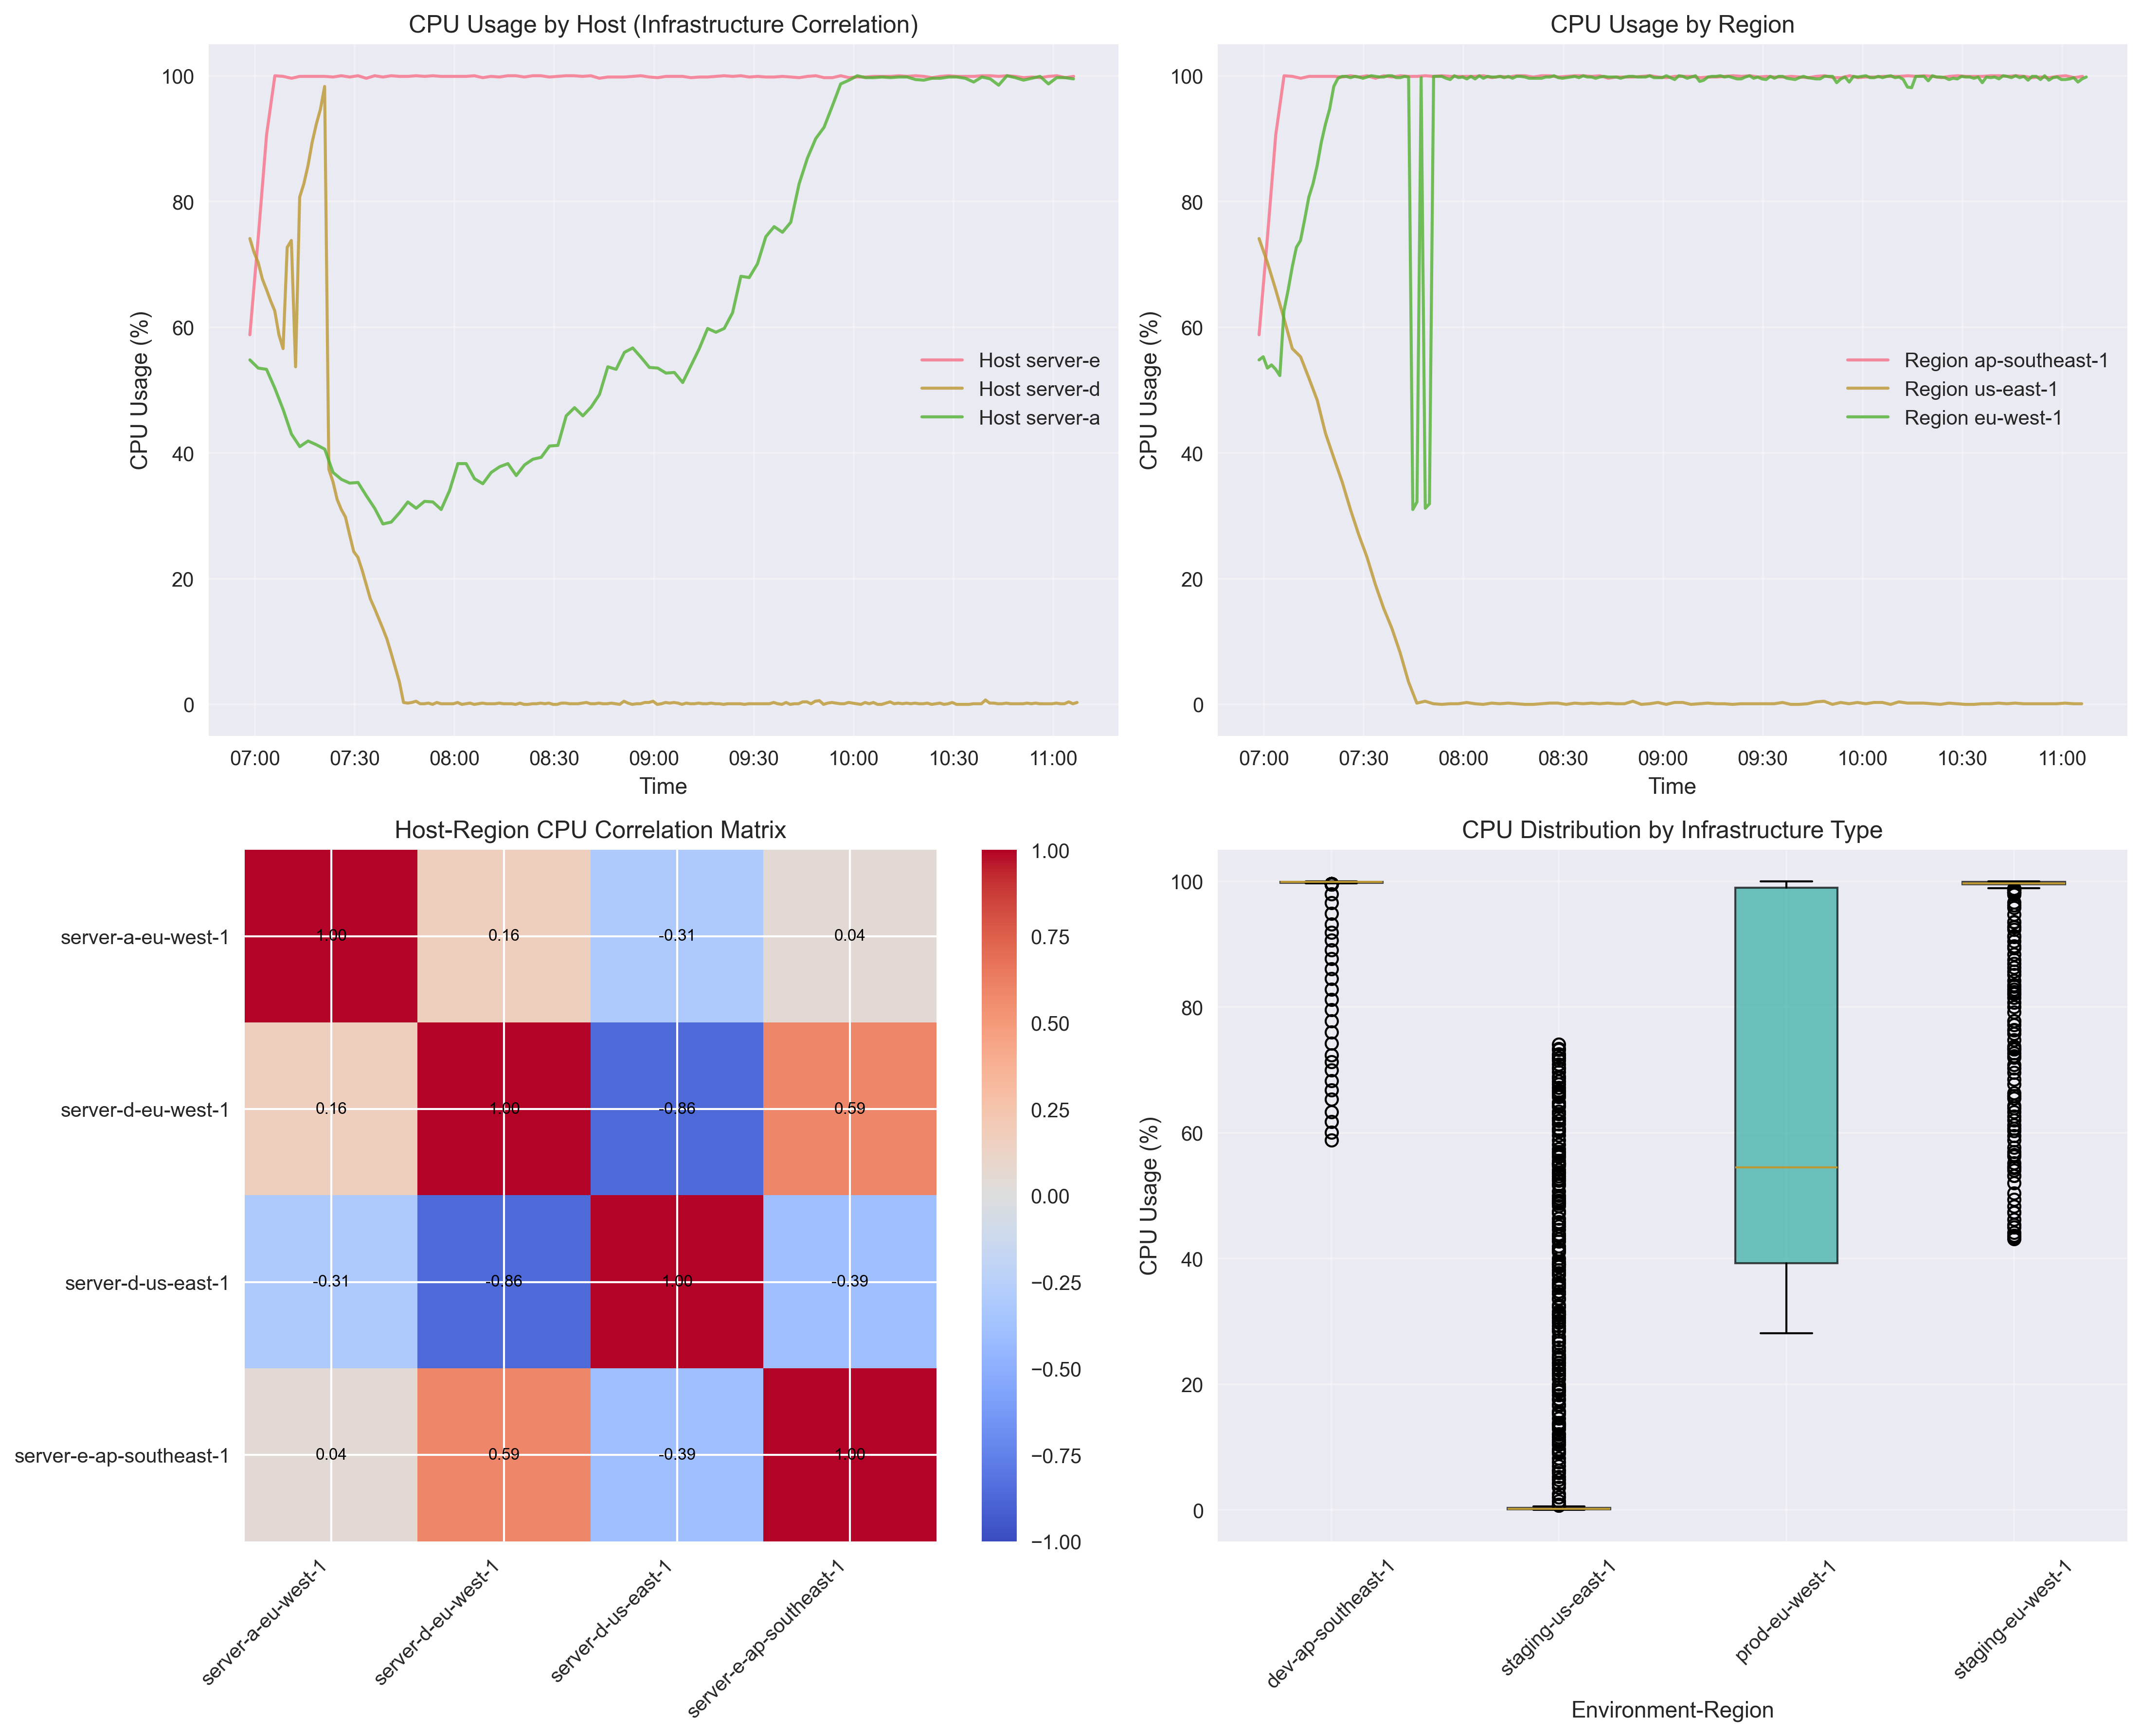 CPU Usage by Host (Infrastructure Correlation)
CPU Usage (%)
100
80
60
40
20
0
Host server-e
Host server-d
Host server-a
07:00 07:30 08:00 08:30 09:00 09:30 10:00 10:30 11:00
Time
CPU Usage by Region
CPU Usage (%)
100
80
60
40
20
0
Region ap-southeast-1
Region us-east-1
Region eu-west-1
07:00 07:30 08:00 08:30 09:00 09:30 10:00 10:30 11:00
Time
Host-Region CPU Correlation Matrix
server-a-eu-west-1 1.00 0.16 -0.31 0.04
server-d-eu-west-1 0.16 1.00 -0.86 0.59
server-d-us-east-1 -0.31 -0.86 1.00 -0.39
server-e-ap-southeast-1 0.04 0.59 -0.39 1.00
server-a-eu-west-1
server-d-eu-west-1
server-d-us-east-1
server-e-ap-southeast-1
1.00
0.75
0.50
0.25
0.00
−0.25
−0.50
−0.75
−1.00
CPU Distribution by Infrastructure Type
CPU Usage (%)
100
80
60
40
20
0
dev-ap-southeast-1
staging-us-east-1
prod-eu-west-1
staging-eu-west-1
Environment-Region